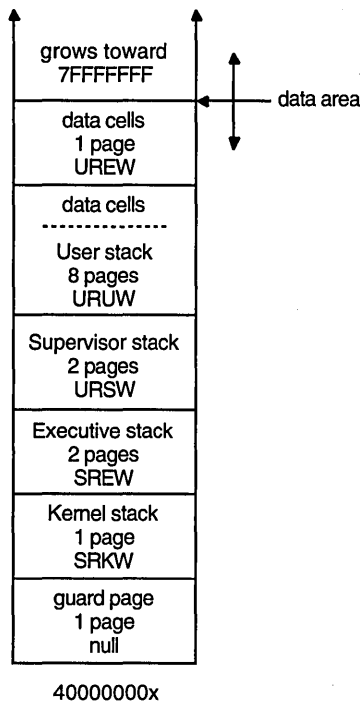 grows toward
7FFFFFFF
data area
data cells
1 page
UREW
data cells
User stack
8 pages
URUW
Supervisor stack
2 pages
URSW
Executive stack
2 pages
SREW
Kernel stack
1 page
SRKW
guard page
1 page
null
40000000x